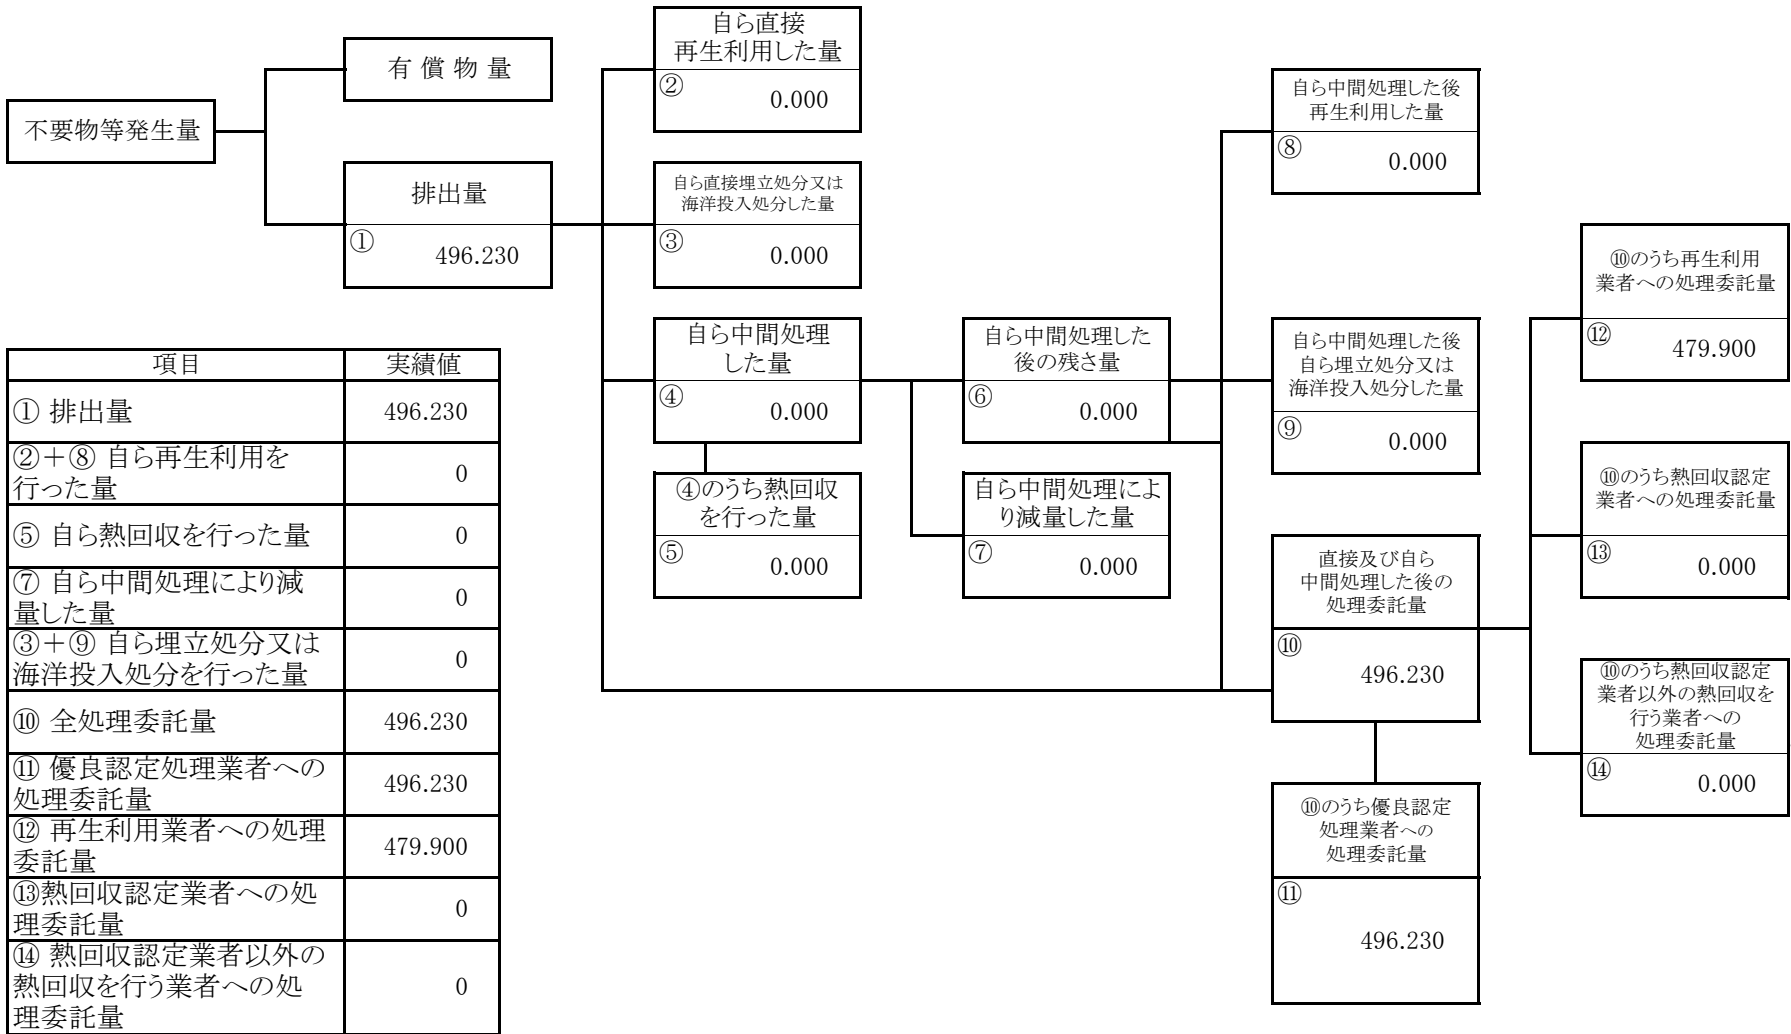 不要物等発生量
有 償 物 量
排出量
①
496.230
自ら直接
再生利用した量
②
0.000
自ら直接埋立処分又は
海洋投入処分した量
③
0.000
自ら中間処理
した量
④
0.000
④のうち熱回収
を行った量
⑤
0.000
自ら中間処理した
後の残さ量
⑥
0.000
自ら中間処理によ
り減量した量
⑦
0.000
自ら中間処理した後
再生利用した量
⑧
0.000
自ら中間処理した後
自ら埋立処分又は
海洋投入処分した量
⑨
0.000
直接及び自ら
中間処理した後の
処理委託量
⑩
496.230
⑩のうち優良認定
処理業者への
処理委託量
⑪
496.230
⑩のうち再生利用
業者への処理委託量
⑫
479.900
⑩のうち熱回収認定
業者への処理委託量
⑬
0.000
⑩のうち熱回収認定
業者以外の熱回収を
行う業者への
処理委託量
⑭
0.000
項目 実績値
① 排出量 496.230
②＋⑧ 自ら再生利用を
行った量 0
⑤ 自ら熱回収を行った量 0
⑦ 自ら中間処理により減
量した量 0
③＋⑨ 自ら埋立処分又は
海洋投入処分を行った量 0
⑩ 全処理委託量 496.230
⑪ 優良認定処理業者への
処理委託量 496.230
⑫ 再生利用業者への処理
委託量 479.900
⑬熱回収認定業者への処
理委託量 0
⑭ 熱回収認定業者以外の
熱回収を行う業者への処
理委託量 0